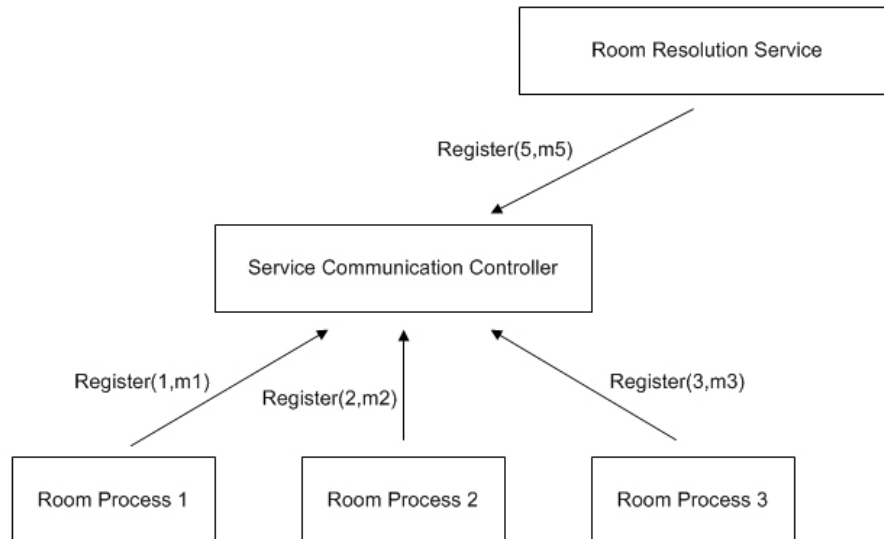 Room Resolution Service
Register(5,m5)
Service Communication Controller
Register(1,m1)
Register(2,m2)
Register(3,m3)
Room Process 1
Room Process 2
Room Process 3